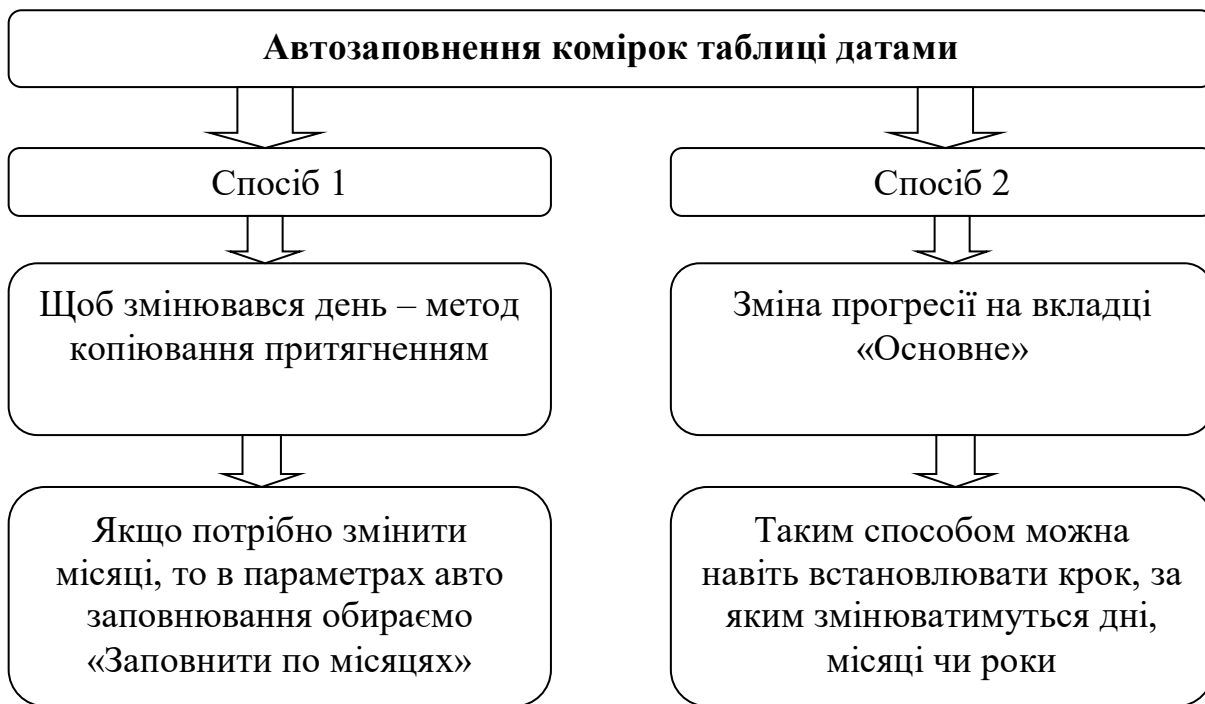 Автозаповнення комірок таблиці датами
Спосіб 1
Спосіб 2
Щоб змінювався день – метод
копіювання притягненням
Зміна прогресії на вкладці
«Основне»
Якщо потрібно змінити
місяці, то в параметрах авто
заповнювання обираємо
«Заповнити по місяцях»
Таким способом можна
навіть встановлювати крок, за
яким змінюватимуться дні,
місяці чи роки